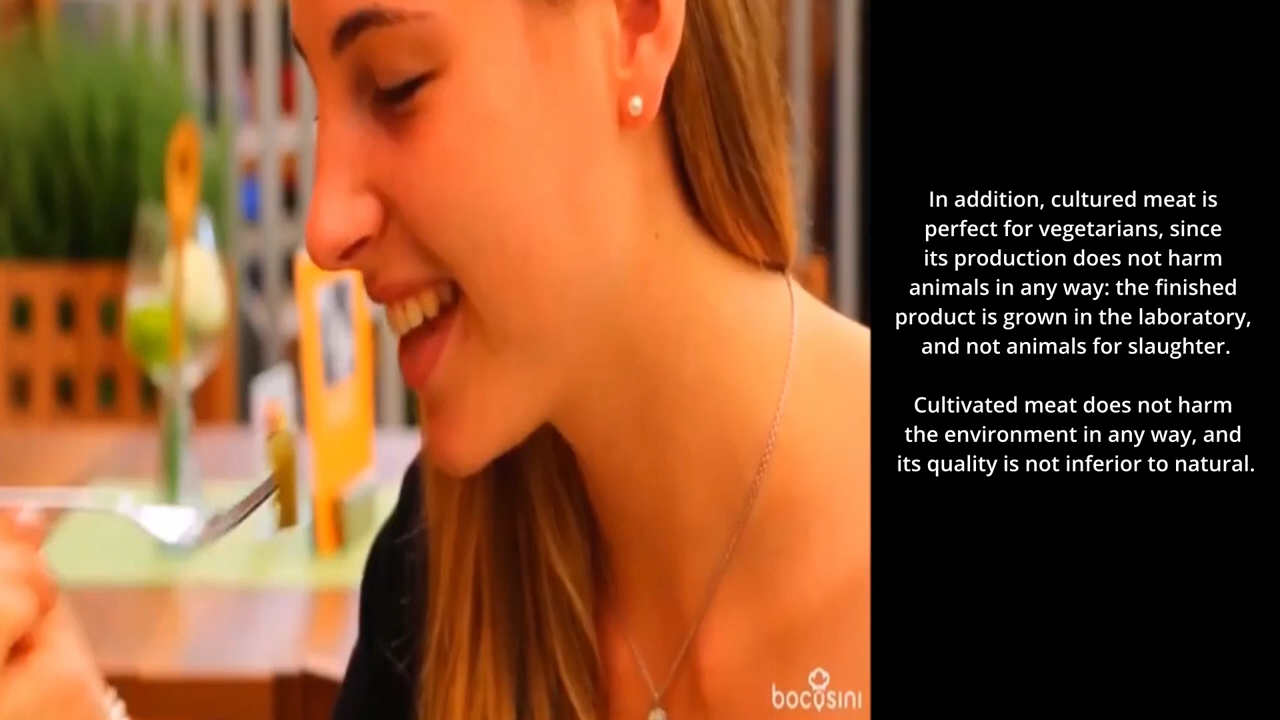 In addition, cultured meat is
perfect for vegetarians, since
its production does not harm
animals in any way: the finished
product is grown in the laboratory,
and not animals for slaughter.
Cultivated meat does not harm
the environment in any way, and
its quality is not inferior to natural.
bocusini